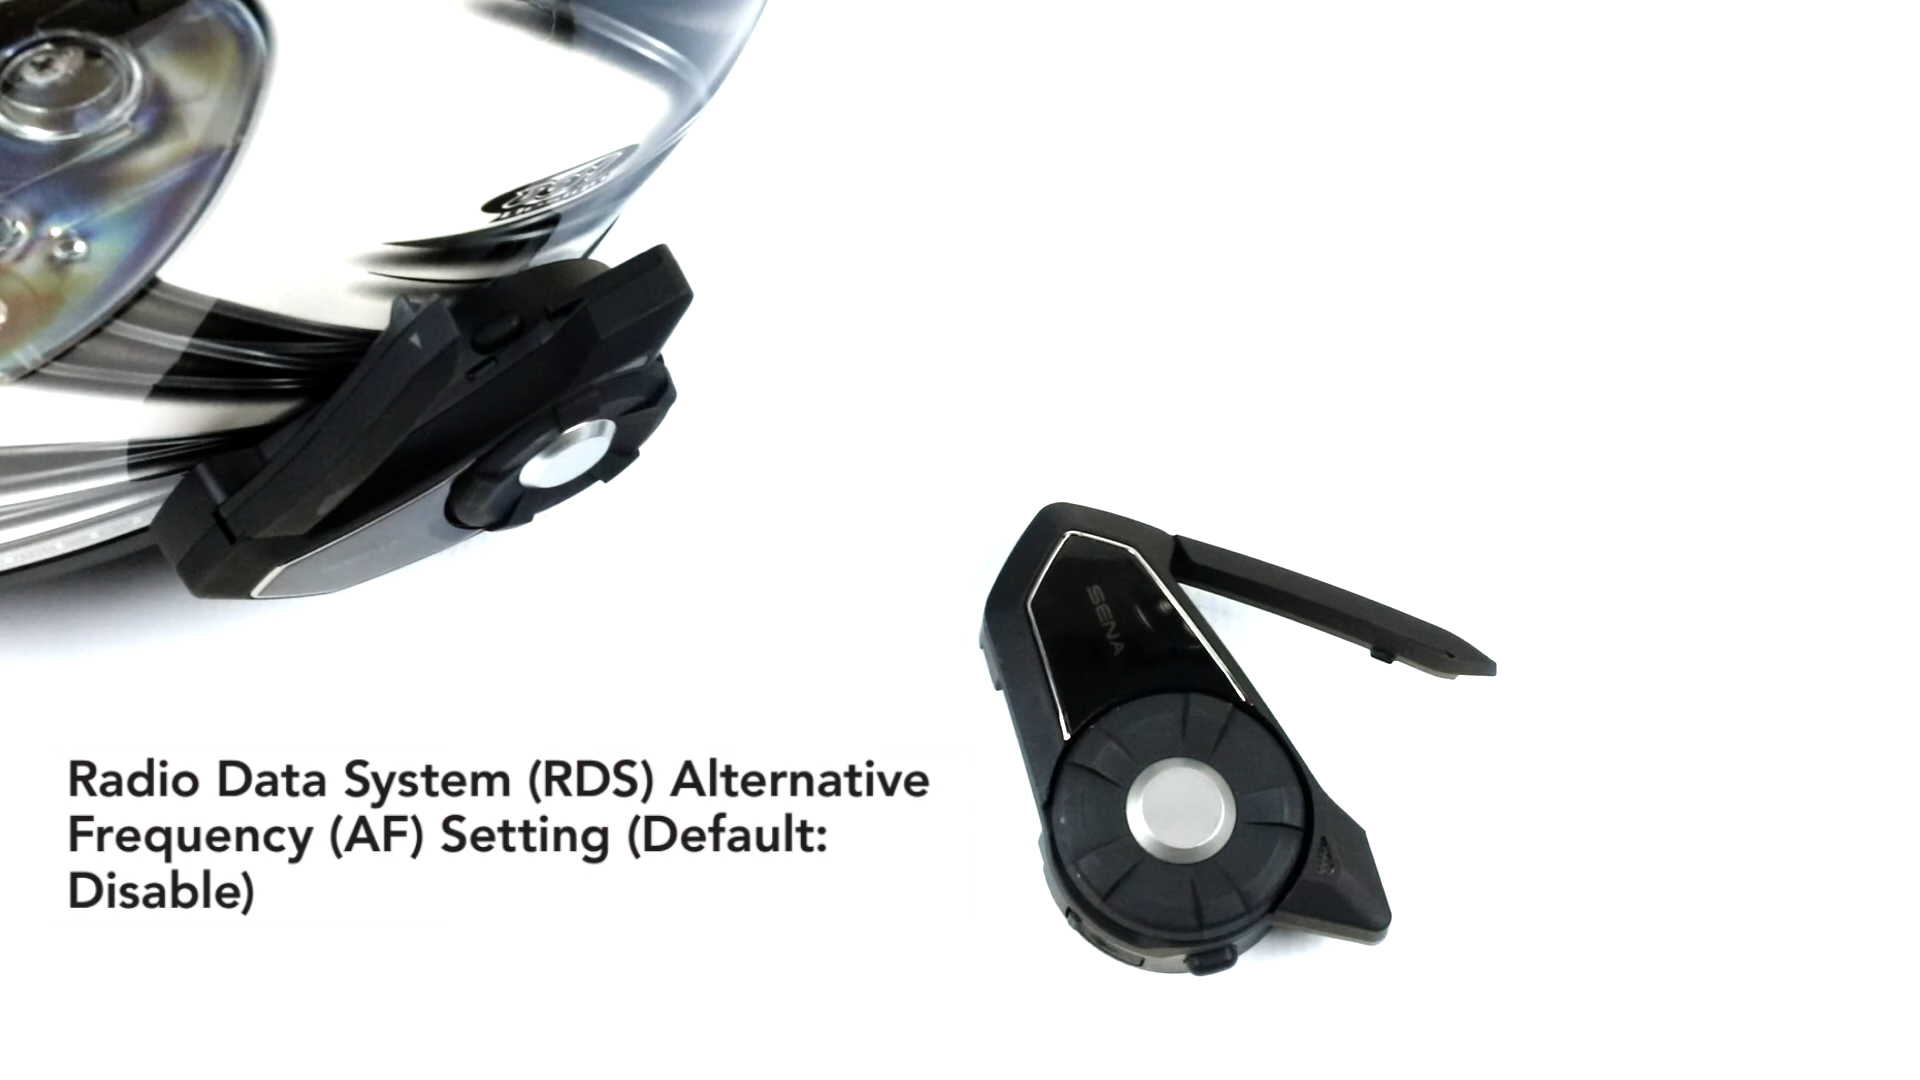 SENA
Radio Data System (RDS) Alternative
Frequency (AF) Setting (Default:
Disable)